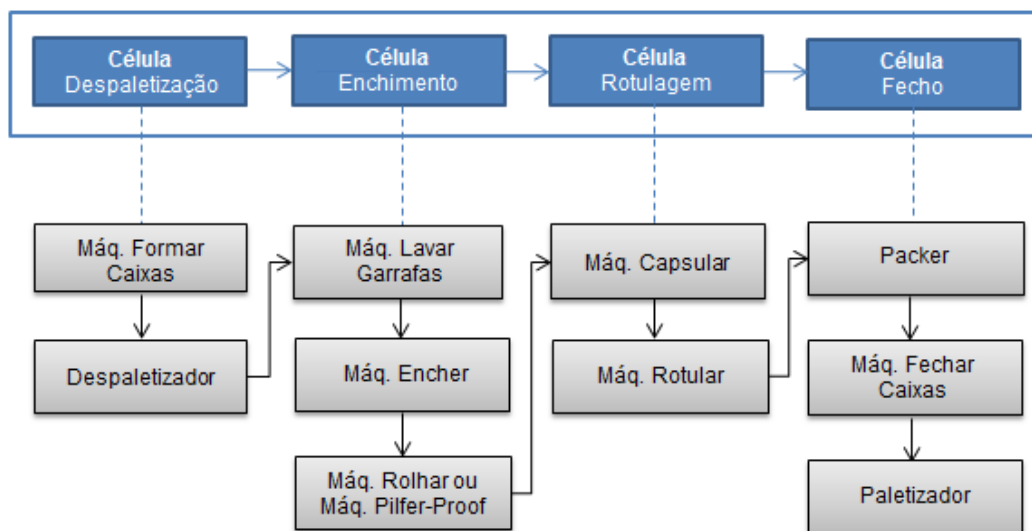 Célula
Despaletização
Célula
Enchimento
Célula
Rotulagem
Célula
Fecho
Máq. Formar
Caixas
Despaletizador
Máq. Lavar
Garrafas
Máq. Encher
Máq. Rolhar ou
Máq. Pilfer-Proof
Máq. Capsular
Máq. Rotular
Packer
Máq. Fechar
Caixas
Paletizador